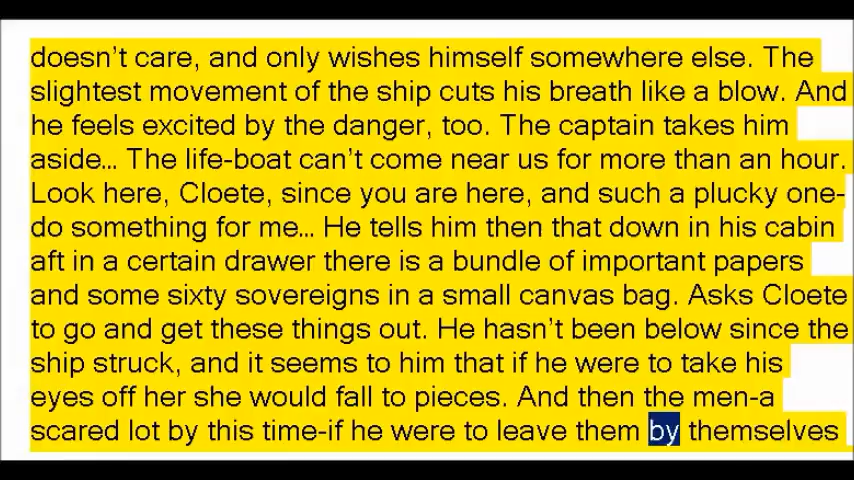 doesn't care, and only wishes himself somewhere else. The
slightest movement of the ship cuts his breath like a blow. And
he feels excited by the danger, too. The captain takes him
aside... The life-boat can't come near us for more than an hour.
Look here, Cloete, since you are here, and such a plucky one-
do something for me... He tells him then that down in his cabin
aft in a certain drawer there is a bundle of important papers
and some sixty sovereigns in a small canvas bag. Asks Cloete
to go and get these things out. He hasn't been below since the
ship struck, and it seems to him that if he were to take his
eyes off her she would fall to pieces. And then the men-a
scared lot by this time-if he were to leave them by themselves